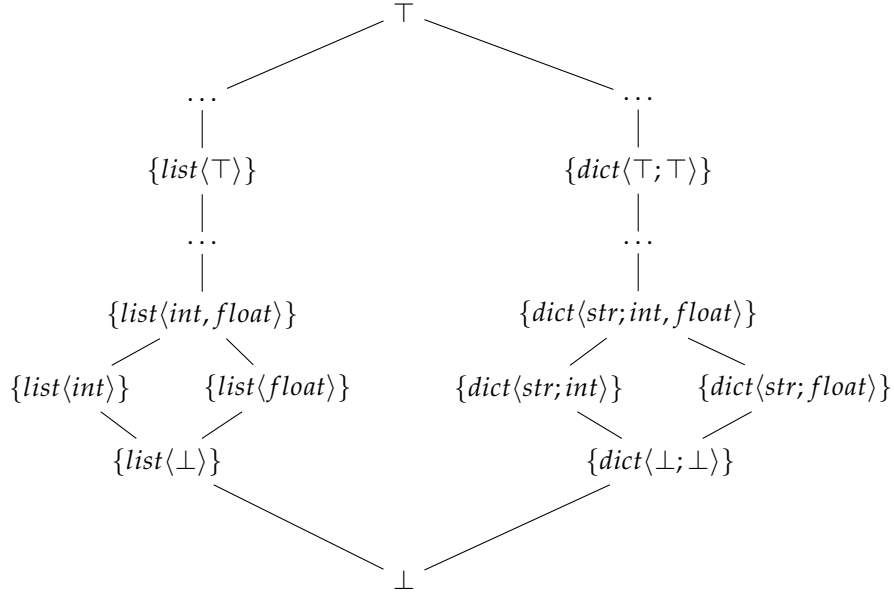 ⊤
... ...
{list⟨⊤⟩} {dict⟨⊤; ⊤⟩}
... ...
{list⟨int, float⟩} {dict⟨str; int, float⟩}
{list⟨int⟩} {list⟨float⟩} {dict⟨str; int⟩} {dict⟨str; float⟩}
{list⟨⊥⟩} {dict⟨⊥; ⊥⟩}
⊥